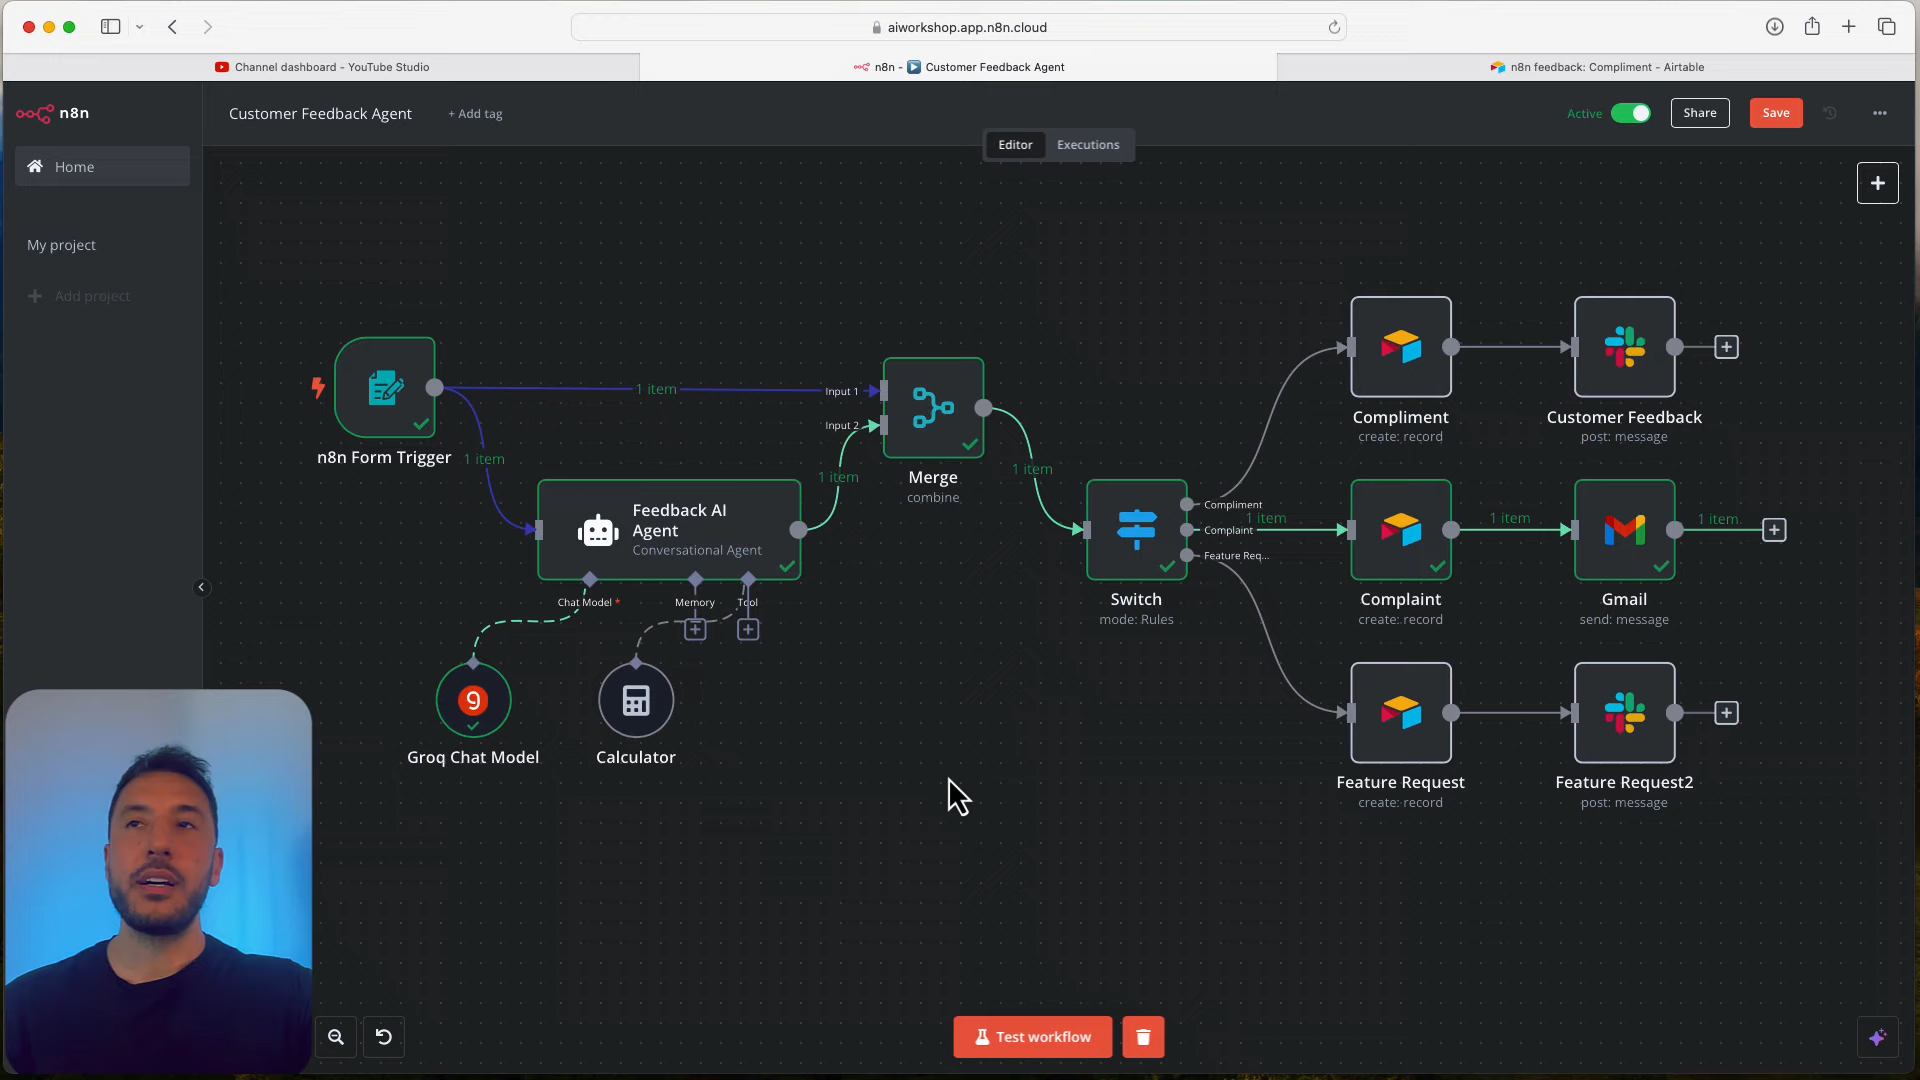 aiworkshop.app.n8n.cloud
Channel dashboard - YouTube Studio
n8n - ▶ Customer Feedback Agent
n8n feedback: Compliment - Airtable
n8n
Customer Feedback Agent
+ Add tag
Active
Share
Save
Editor
Executions
Home
My project
Add project
n8n Form Trigger
1 item
1 item
Input 1
Input 2
1 item
Merge
combine
1 item
Feedback AI
Agent
Conversational Agent
Chat Model *
Memory
Tool
Groq Chat Model
Calculator
Compliment
Complaint
Feature Req...
1 item
Switch
mode: Rules
Compliment
create: record
Customer Feedback
post: message
1 item
1 item
Complaint
create: record
Gmail
send: message
Feature Request
create: record
Feature Request2
post: message
Test workflow